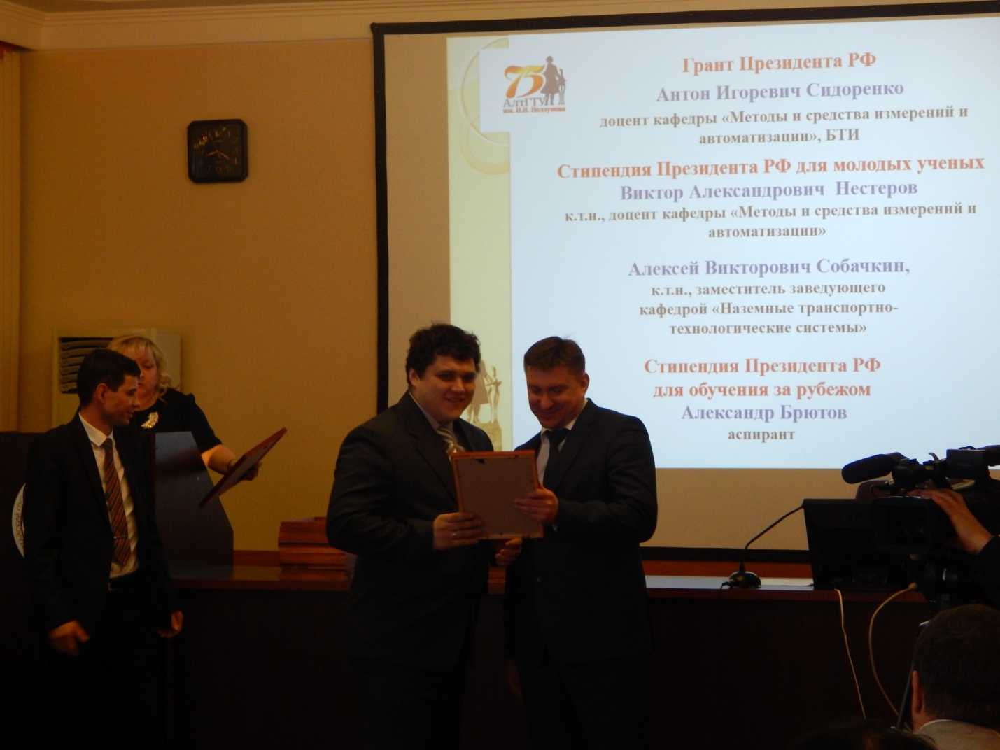 75
АлтГТУ
им. И.И. Ползунова
Грант Президента РФ
Антон Игоревич Сидоренко
доцент кафедры «Методы и средства измерений и
автоматизации», БТИ
Стипендия Президента РФ для молодых ученых
Виктор Александрович Нестеров
к.т.н., доцент кафедры «Методы и средства измерений и
автоматизации»
Алексей Викторович Собачкин,
к.т.н., заместитель заведующего
кафедрой «Наземные транспортно-
технологические системы»
Стипендия Президента РФ
для обучения за рубежом
Александр Брютов
аспирант